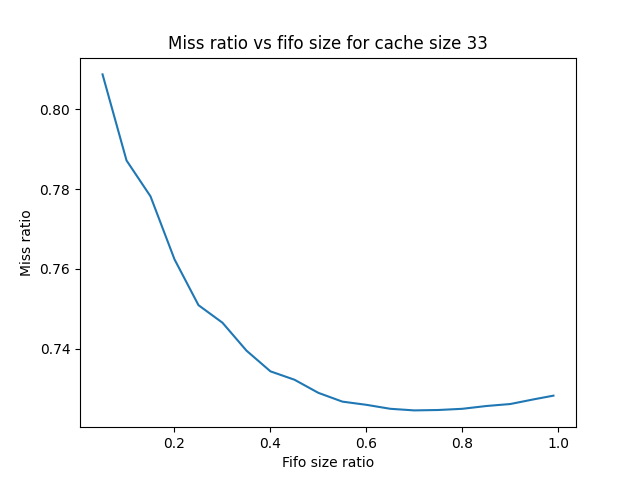 Miss ratio vs fifo size for cache size 33
0.80
0.78
0.76
0.74
Miss ratio
0.2 0.4 0.6 0.8 1.0
Fifo size ratio